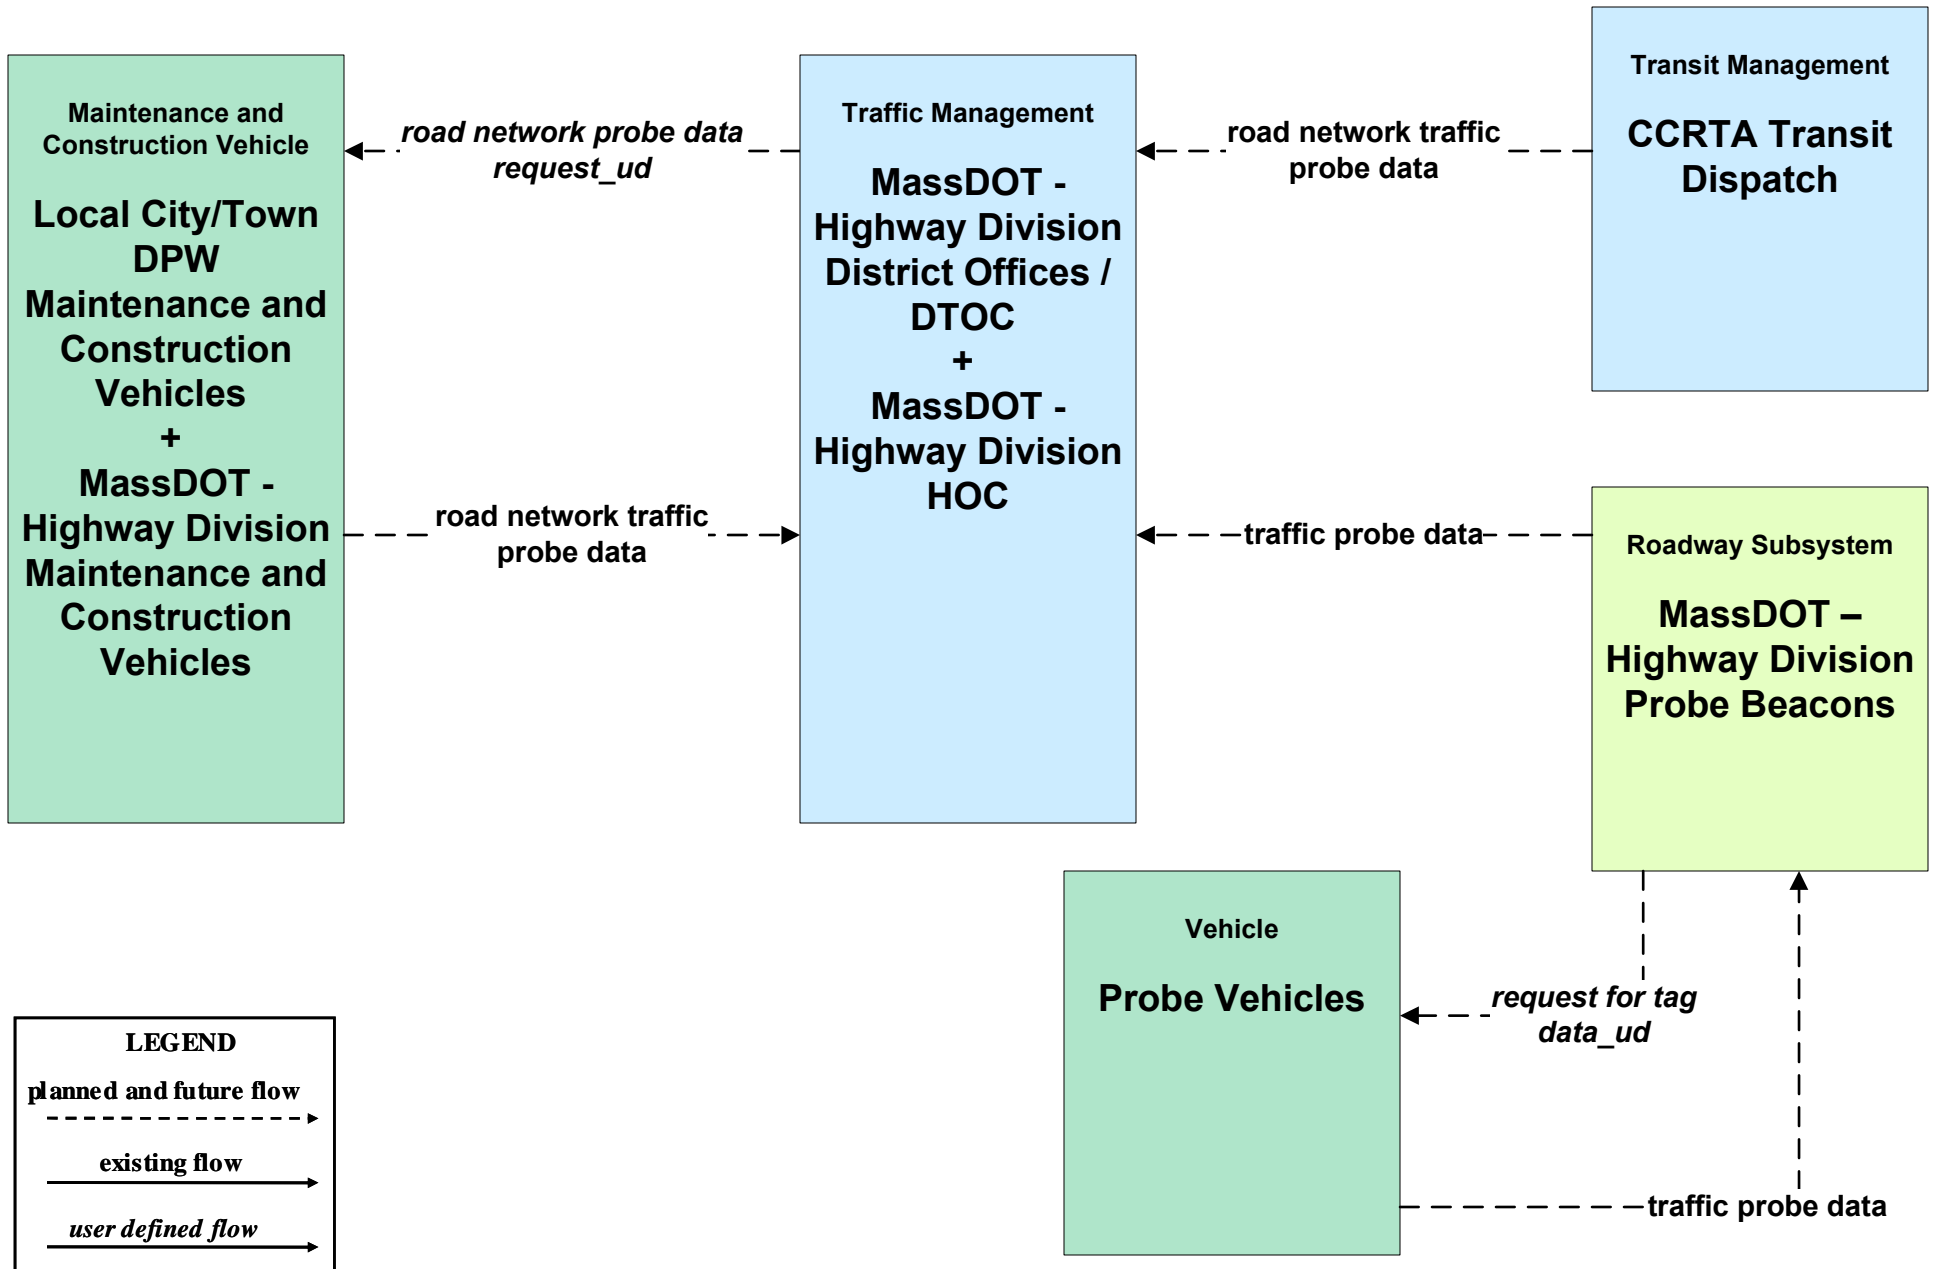 Maintenance and
Construction Vehicle
Local City/Town
DPW
Maintenance and
Construction
Vehicles
+
MassDOT -
Highway Division
Maintenance and
Construction
Vehicles
road network probe data
request_ud
road network traffic
probe data
Traffic Management
MassDOT -
Highway Division
District Offices /
DTOC
+
MassDOT -
Highway Division
HOC
road network traffic
probe data
traffic probe data
Transit Management
CCRTA Transit
Dispatch
Roadway Subsystem
MassDOT –
Highway Division
Probe Beacons
Vehicle
Probe Vehicles
request for tag
data_ud
traffic probe data
LEGEND
planned and future flow
existing flow
user defined flow